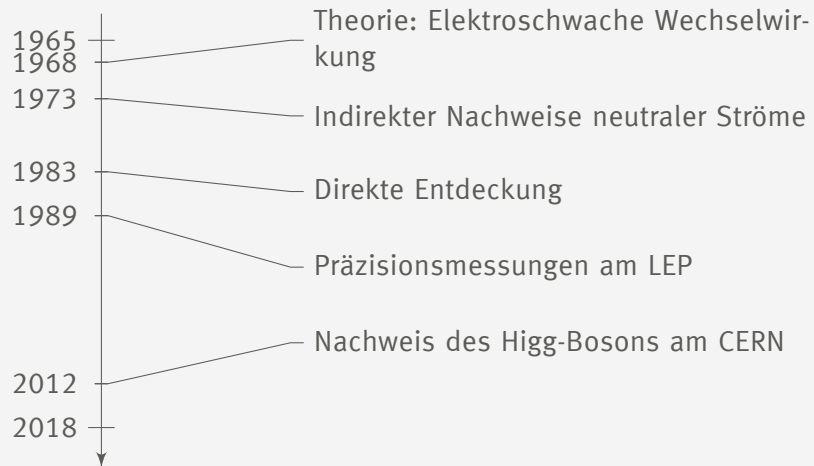 Theorie: Elektroschwache Wechselwir-
1965
1968
kung
1973
Indirekter Nachweise neutraler Ströme
1983
Direkte Entdeckung
1989
Präzisionsmessungen am LEP
Nachweis des Higg-Bosons am CERN
2012
2018